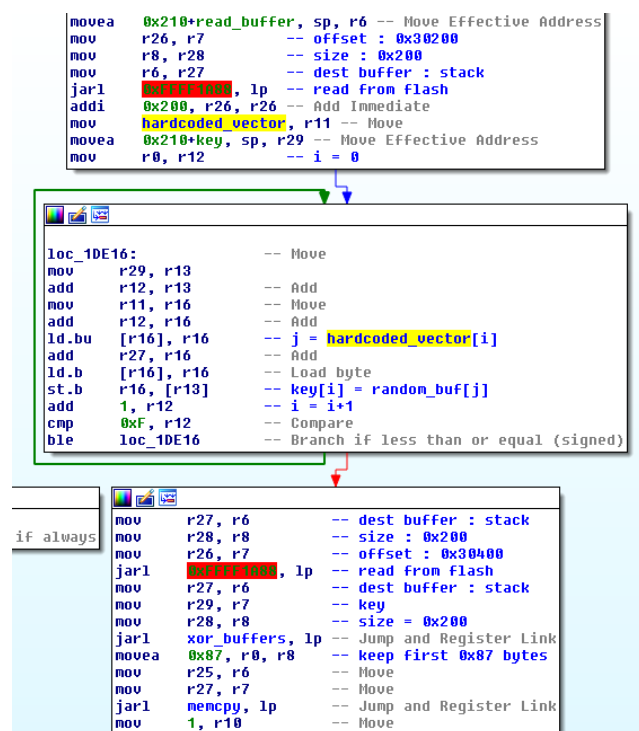 movea 0x210+read_buffer, sp, r6 -- Move Effective Address
mov r26, r7 -- offset : 0x30200
mov r8, r28 -- size : 0x200
mov r6, r27 -- dest buffer : stack
jarl 0xFFFF1A88, lp -- read from flash
addi 0x200, r26, r26 -- Add Immediate
mov hardcoded_vector, r11 -- Move
movea 0x210+key, sp, r29 -- Move Effective Address
mov r0, r12 -- i = 0
loc_1DE16: -- Move
mov r29, r13
add r12, r13 -- Add
mov r11, r16 -- Move
add r12, r16 -- Add
ld.bu [r16], r16 -- j = hardcoded_vector[i]
add r27, r16 -- Add
ld.b [r16], r16 -- Load byte
st.b r16, [r13] -- key[i] = random_buf[j]
add 1, r12 -- i = i+1
cmp 0xF, r12 -- Compare
ble loc_1DE16 -- Branch if less than or equal (signed)
if always
mov r27, r6 -- dest buffer : stack
mov r28, r8 -- size : 0x200
mov r26, r7 -- offset : 0x30400
jarl 0xFFFF1A88, lp -- read from flash
mov r27, r6 -- dest buffer : stack
mov r29, r7 -- key
mov r28, r8 -- size = 0x200
jarl xor_buffers, lp -- Jump and Register Link
movea 0x87, r0, r8 -- keep first 0x87 bytes
mov r25, r6 -- Move
mov r27, r7 -- Move
jarl memcpy, lp -- Jump and Register Link
mov 1, r10 -- Move